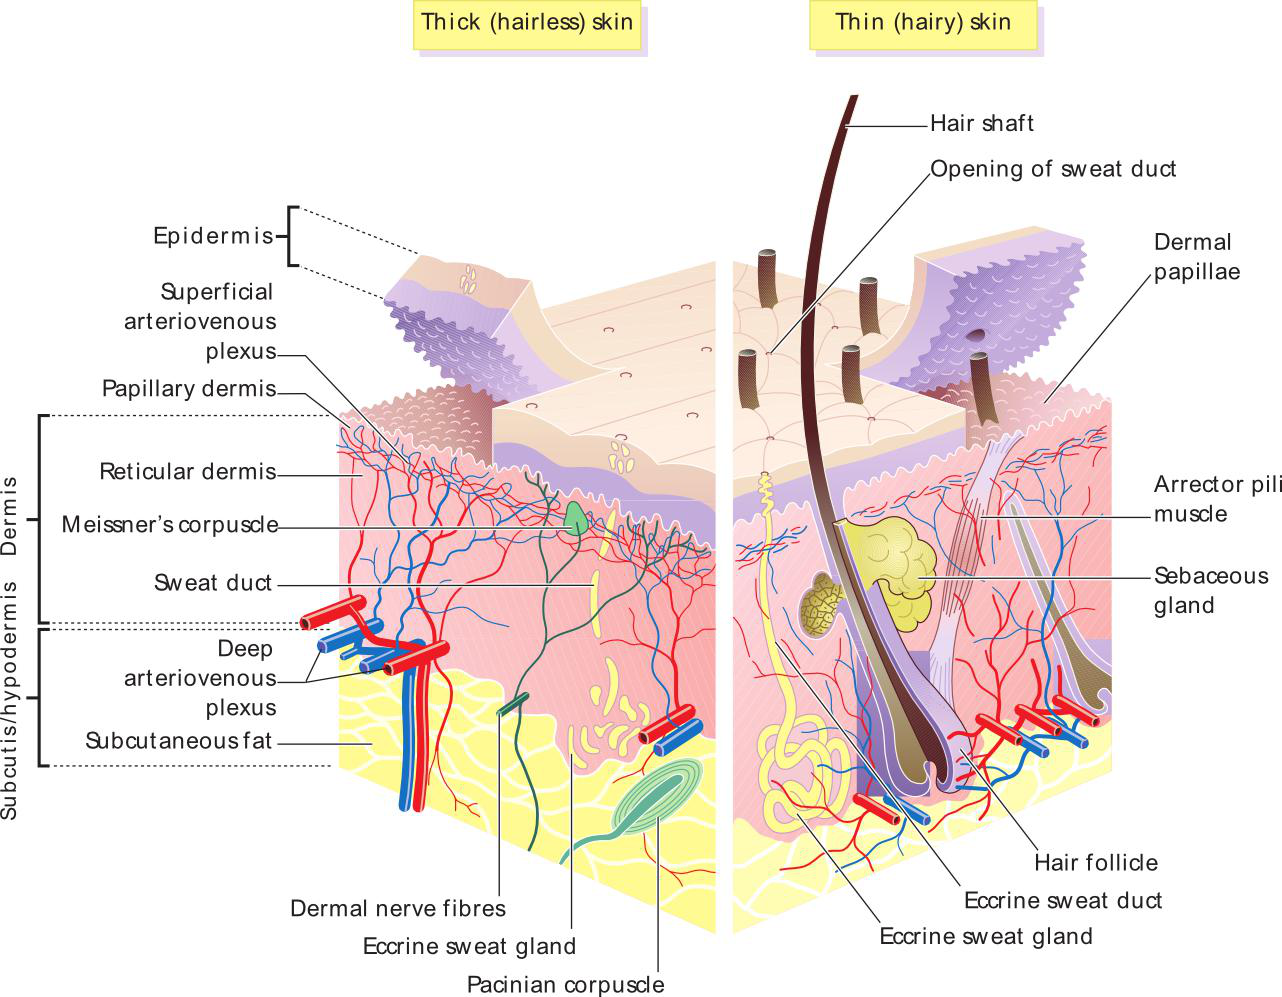 Thick (hairless) skin
Thin (hairy) skin
Hair shaft
Opening of sweat duct
Dermal
papillae
Arrector pili
muscle
Sebaceous
gland
Hair follicle
Eccrine sweat duct
Eccrine sweat gland
Epidermis
Superficial
arteriovenous
plexus
Papillary dermis
Reticular dermis
Meissner's corpuscle
Sweat duct
Deep
arteriovenous
plexus
Subcutaneous fat
Dermis
Subcutis/hypodermis
Dermal nerve fibres
Eccrine sweat gland
Pacinian corpuscle